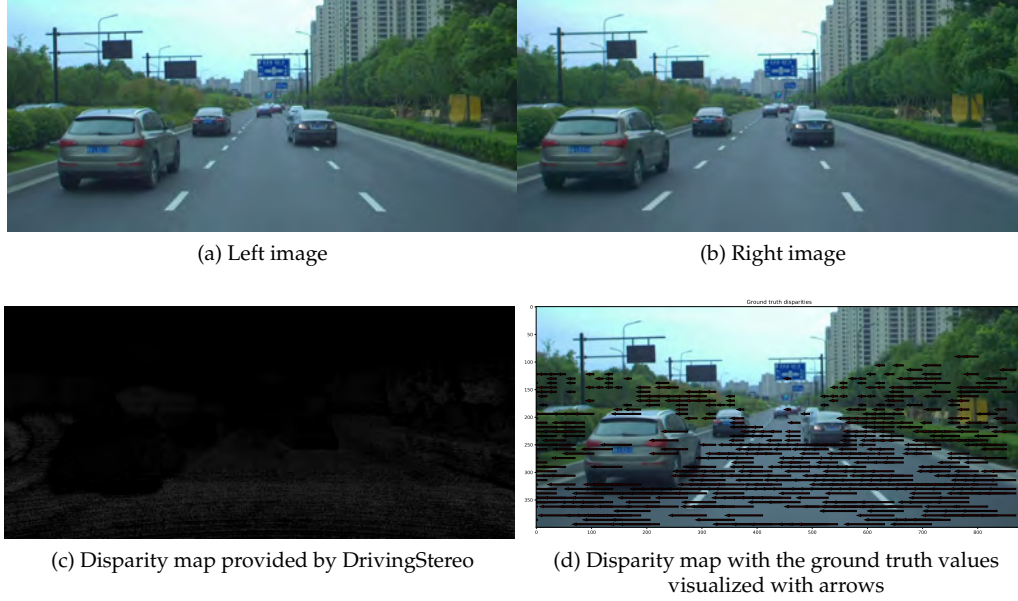 (a) Left image
(b) Right image
Ground truth disparities
0
50
100
150
200
250
300
350
0
100
200
300
400
500
600
700
800
(c) Disparity map provided by DrivingStereo
(d) Disparity map with the ground truth values
visualized with arrows